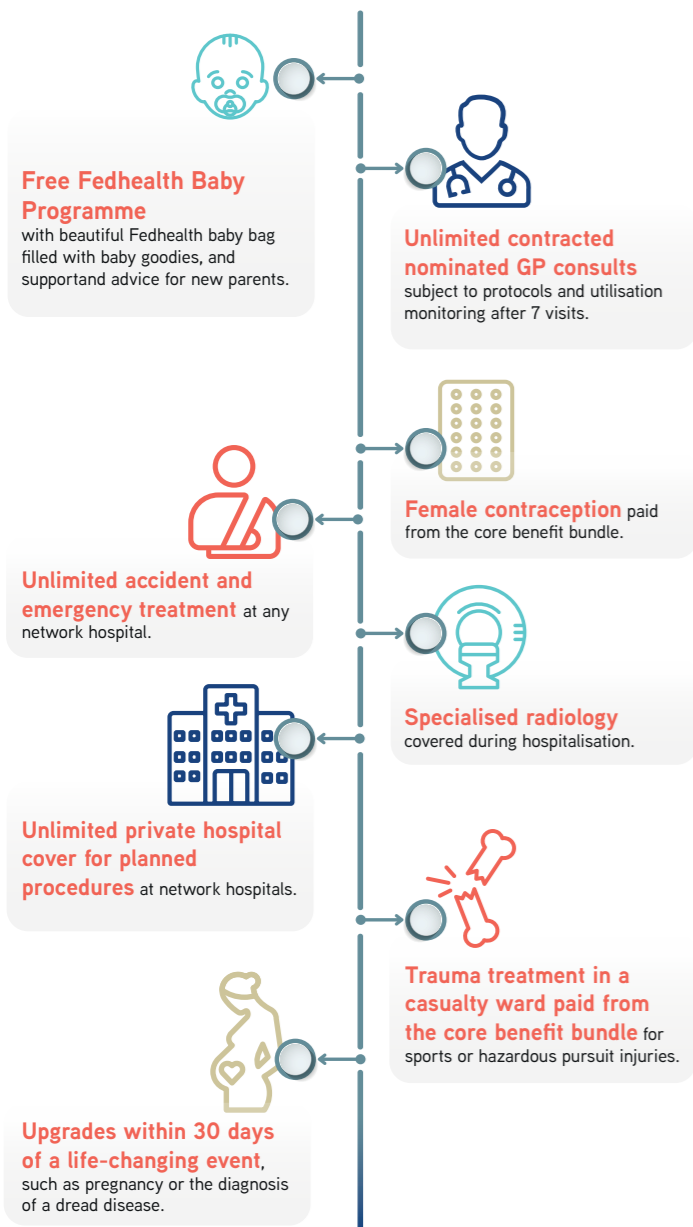 Free Fedhealth Baby
Programme
with beautiful Fedhealth baby bag
filled with baby goodies, and
supportand advice for new parents.
Unlimited contracted
nominated GP consults
subject to protocols and utilisation
monitoring after 7 visits.
Female contraception paid
from the core benefit bundle.
Unlimited accident and
emergency treatment at any
network hospital.
Specialised radiology
covered during hospitalisation.
Unlimited private hospital
cover for planned
procedures at network hospitals.
Trauma treatment in a
casualty ward paid from
the core benefit bundle for
sports or hazardous pursuit injuries.
Upgrades within 30 days
of a life-changing event,
such as pregnancy or the diagnosis
of a dread disease.